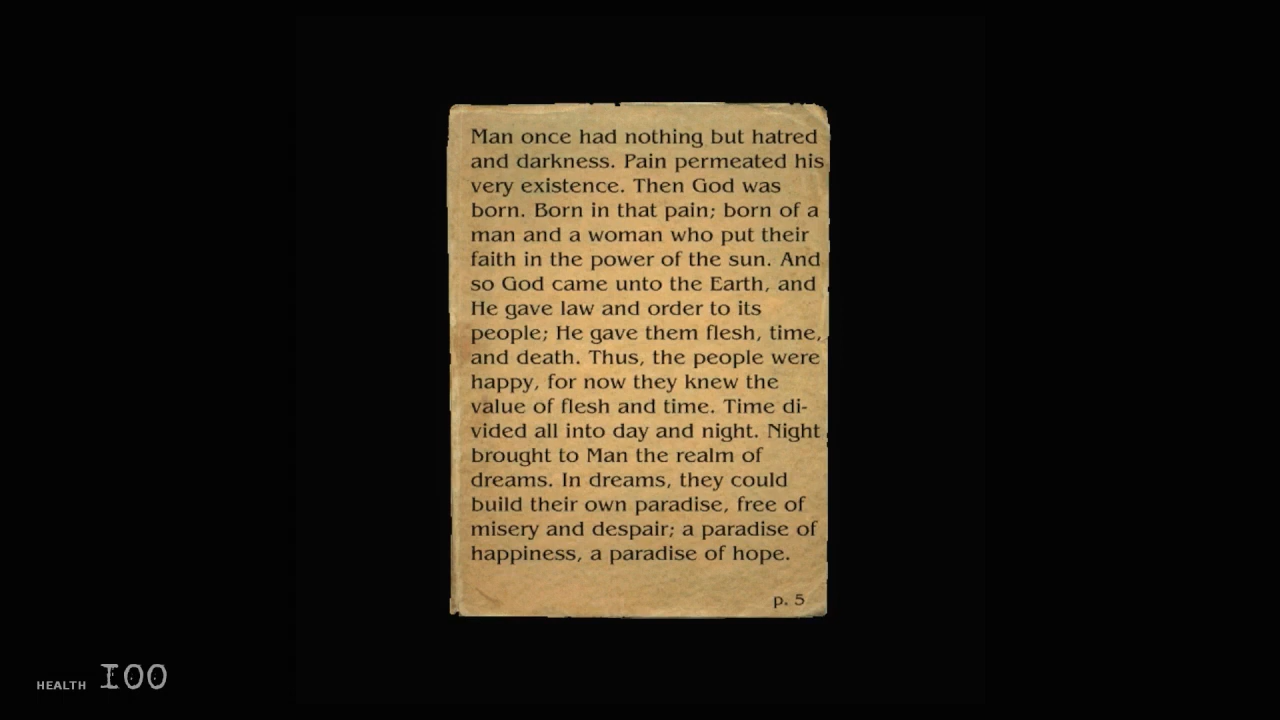 Man once had nothing but hatred
and darkness. Pain permeated his
very existence. Then God was
born. Born in that pain; born of a
man and a woman who put their
faith in the power of the sun. And
so God came unto the Earth, and
He gave law and order to its
people; He gave them flesh, time,
and death. Thus, the people were
happy, for now they knew the
value of flesh and time. Time di-
vided all into day and night. Night
brought to Man the realm of
dreams. In dreams, they could
build their own paradise, free of
misery and despair; a paradise of
happiness, a paradise of hope.
p. 5
HEALTH 100